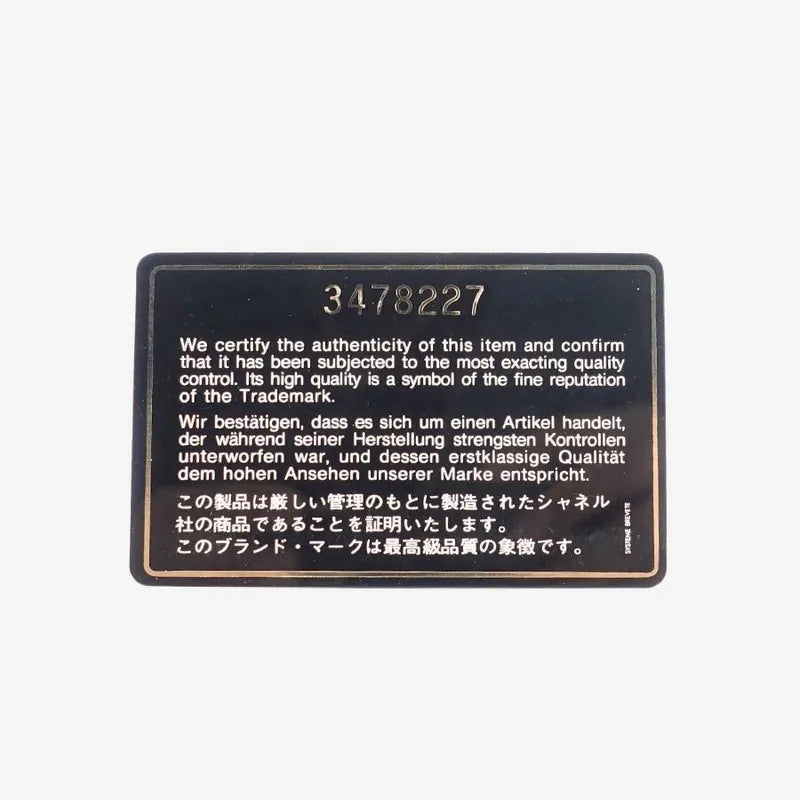 3478227
We certify the authenticity of this item and confirm
that it has been subjected to the most exacting quality
control. Its high quality is a symbol of the fine reputation
of the Trademark.
Wir bestätigen, dass es sich um einen Artikel handelt,
der während seiner Herstellung strengsten Kontrollen
unterworfen war, und dessen erstklassige Qualität
dem hohen Ansehen unserer Marke entspricht.
この製品は厳しい管理のもとに製造されたシャネル
社の商品であることを証明いたします。
このブランド・マークは最高級品質の象徴です。
SYSTEME BREVETE